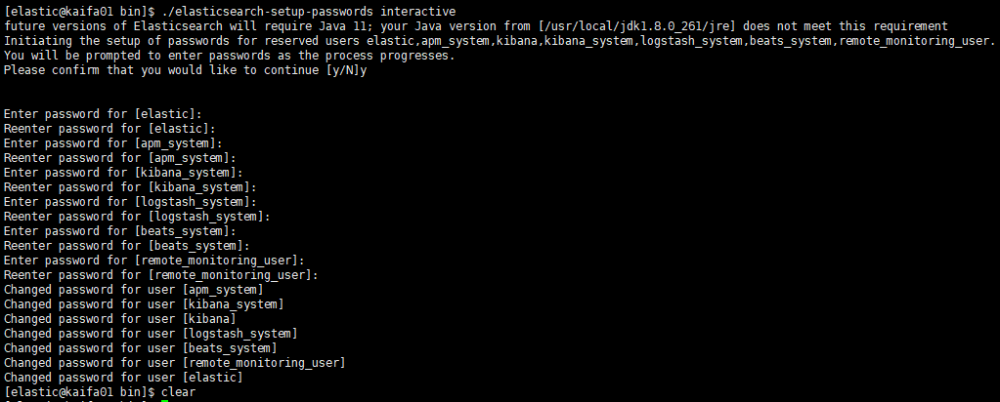 [elastic@kaifa01 bin]$ ./elasticsearch-setup-passwords interactive
future versions of Elasticsearch will require Java 11; your Java version from [/usr/local/jdk1.8.0_261/jre] does not meet this requirement
Initiating the setup of passwords for reserved users elastic,apm_system,kibana,kibana_system,logstash_system,beats_system,remote_monitoring_user.
You will be prompted to enter passwords as the process progresses.
Please confirm that you would like to continue [y/N]y
Enter password for [elastic]:
Reenter password for [elastic]:
Enter password for [apm_system]:
Reenter password for [apm_system]:
Enter password for [kibana_system]:
Reenter password for [kibana_system]:
Enter password for [logstash_system]:
Reenter password for [logstash_system]:
Enter password for [beats_system]:
Reenter password for [beats_system]:
Enter password for [remote_monitoring_user]:
Reenter password for [remote_monitoring_user]:
Changed password for user [apm_system]
Changed password for user [kibana_system]
Changed password for user [kibana]
Changed password for user [logstash_system]
Changed password for user [beats_system]
Changed password for user [remote_monitoring_user]
Changed password for user [elastic]
[elastic@kaifa01 bin]$ clear